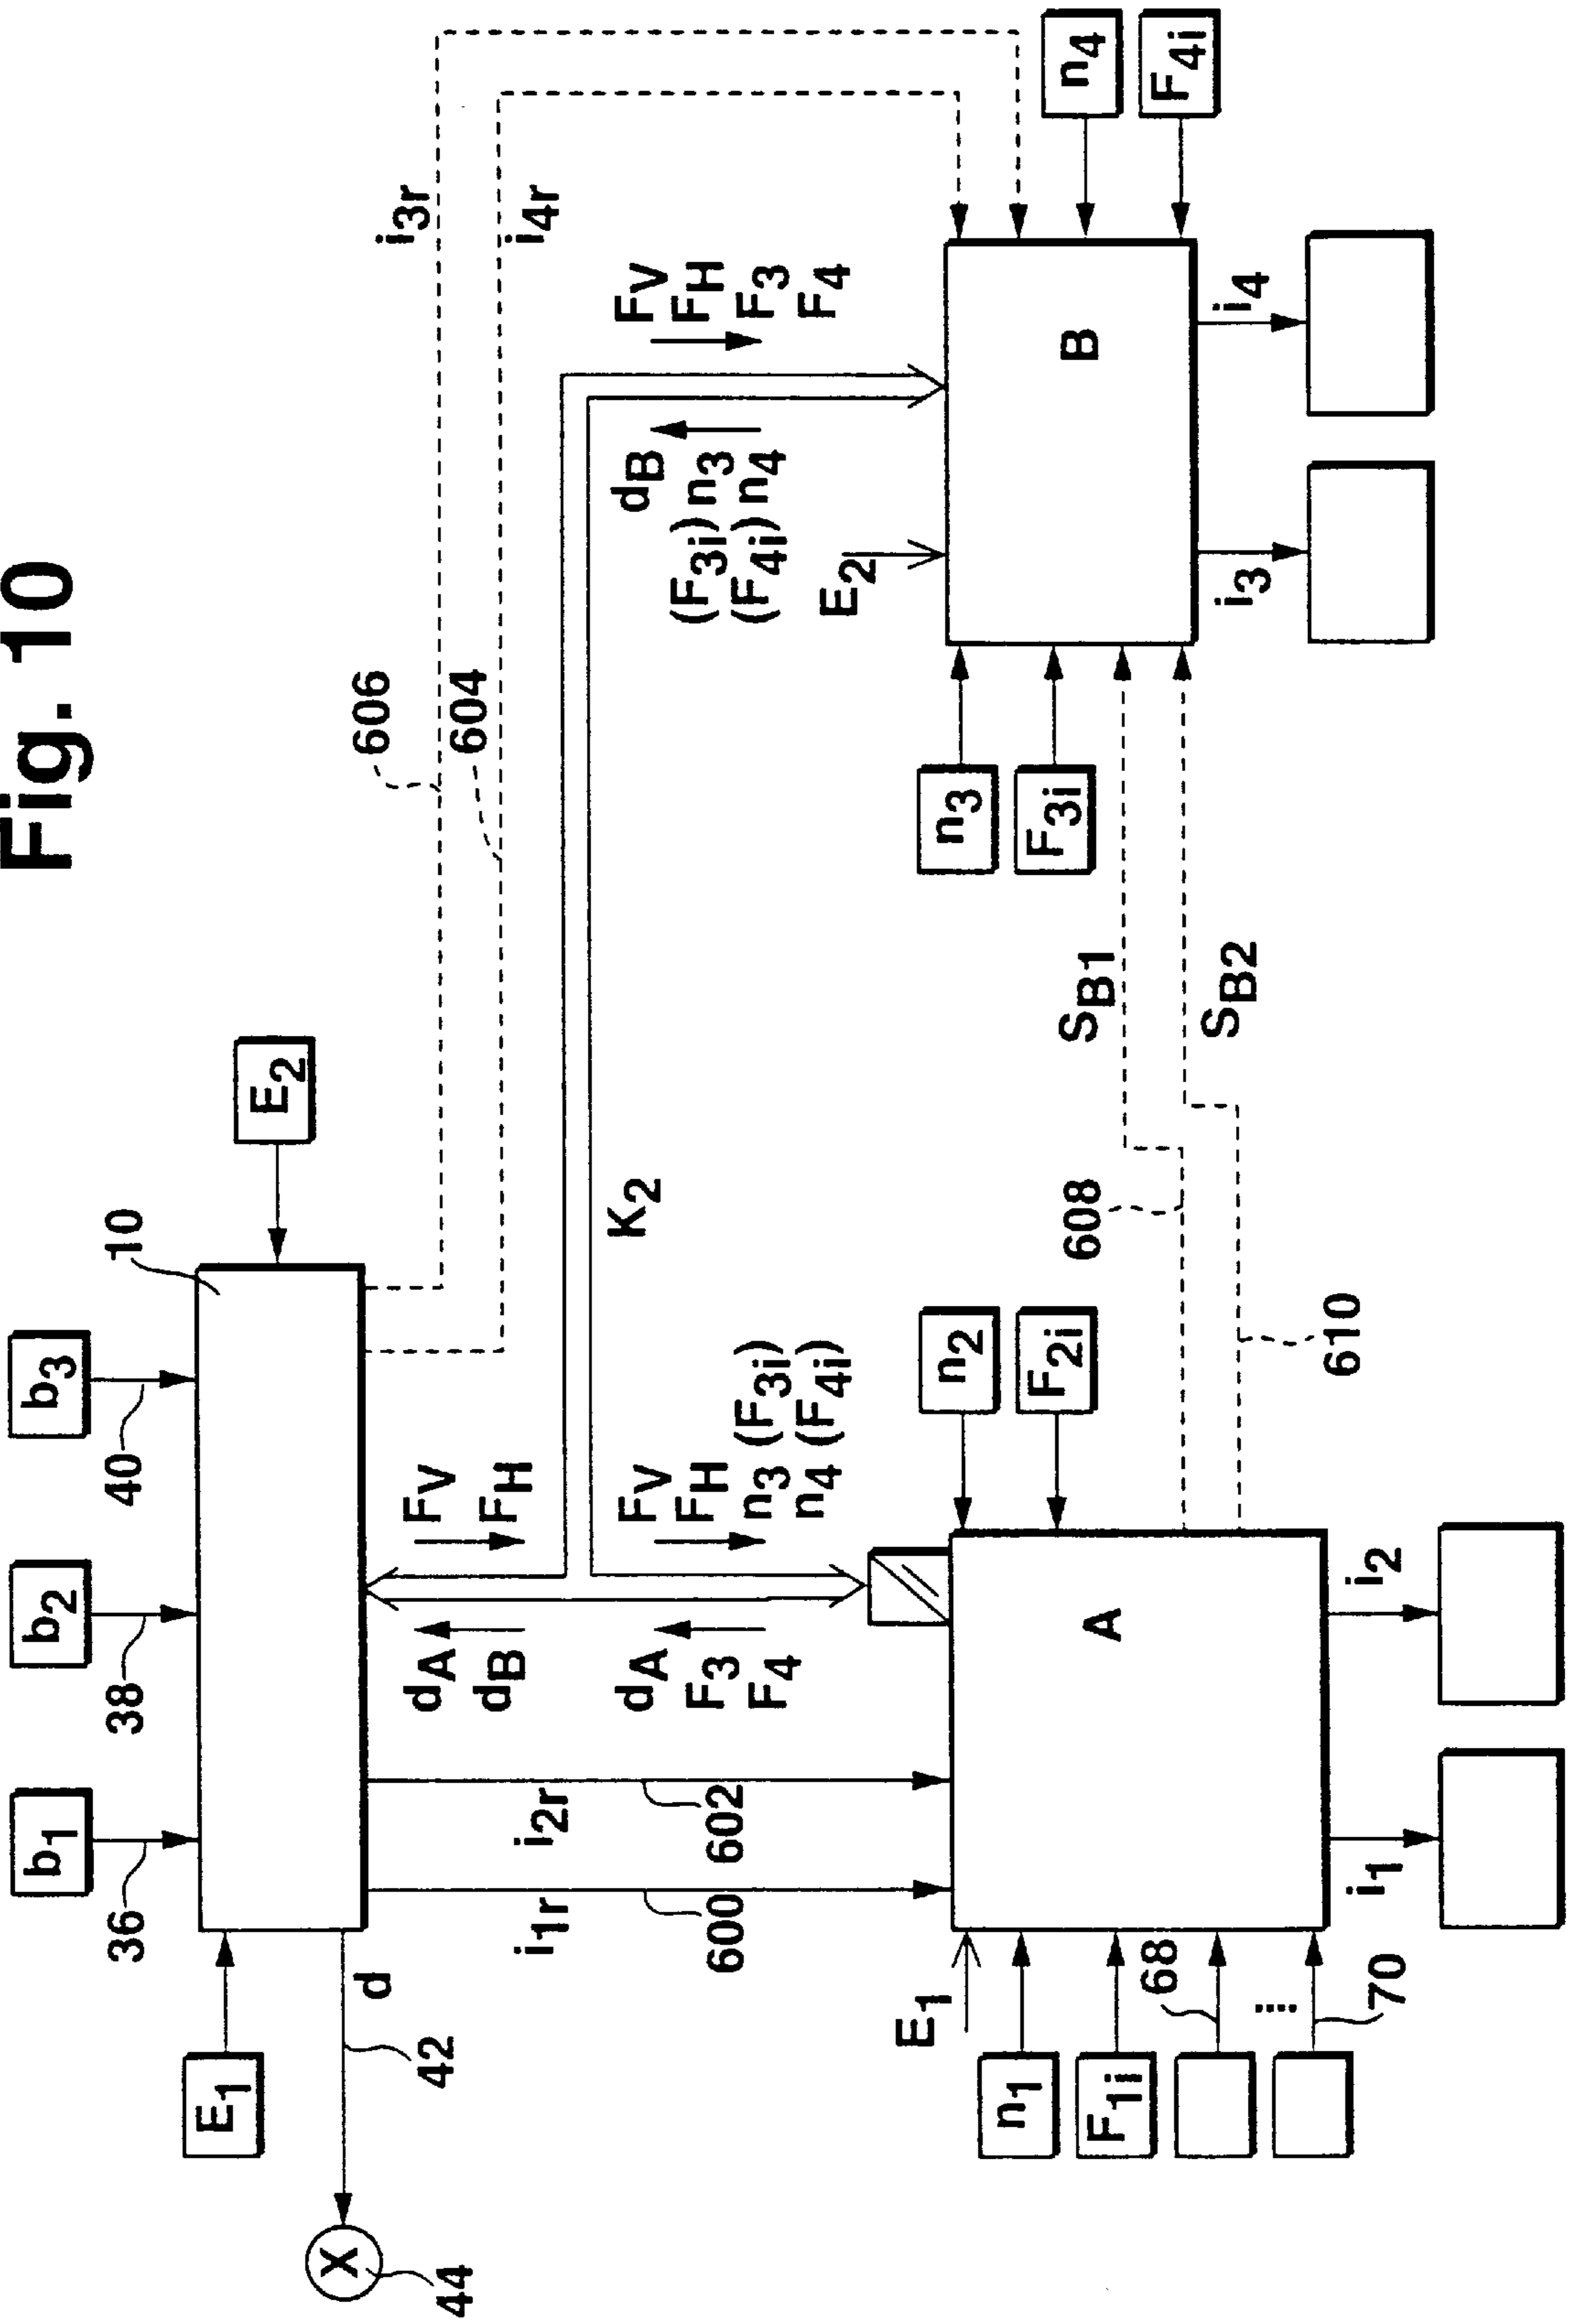 Fig. 10
b1
b2
b3
36
38
40
10
E1
E2
d
42
X
44
606
604
i3r
i4r
FV
FH
dA
dB
K2
i1r
i2r
600
602
dA
F3
F4
FV
FH
n3 (F3i)
n4 (F4i)
dB
(F3i) n3
(F4i) n4
FV
FH
F3
F4
E2
E1
n1
F1i
68
....
70
A
n2
F2i
608
610
SB1
SB2
n3
F3i
B
n4
F4i
i1
i2
i3
i4